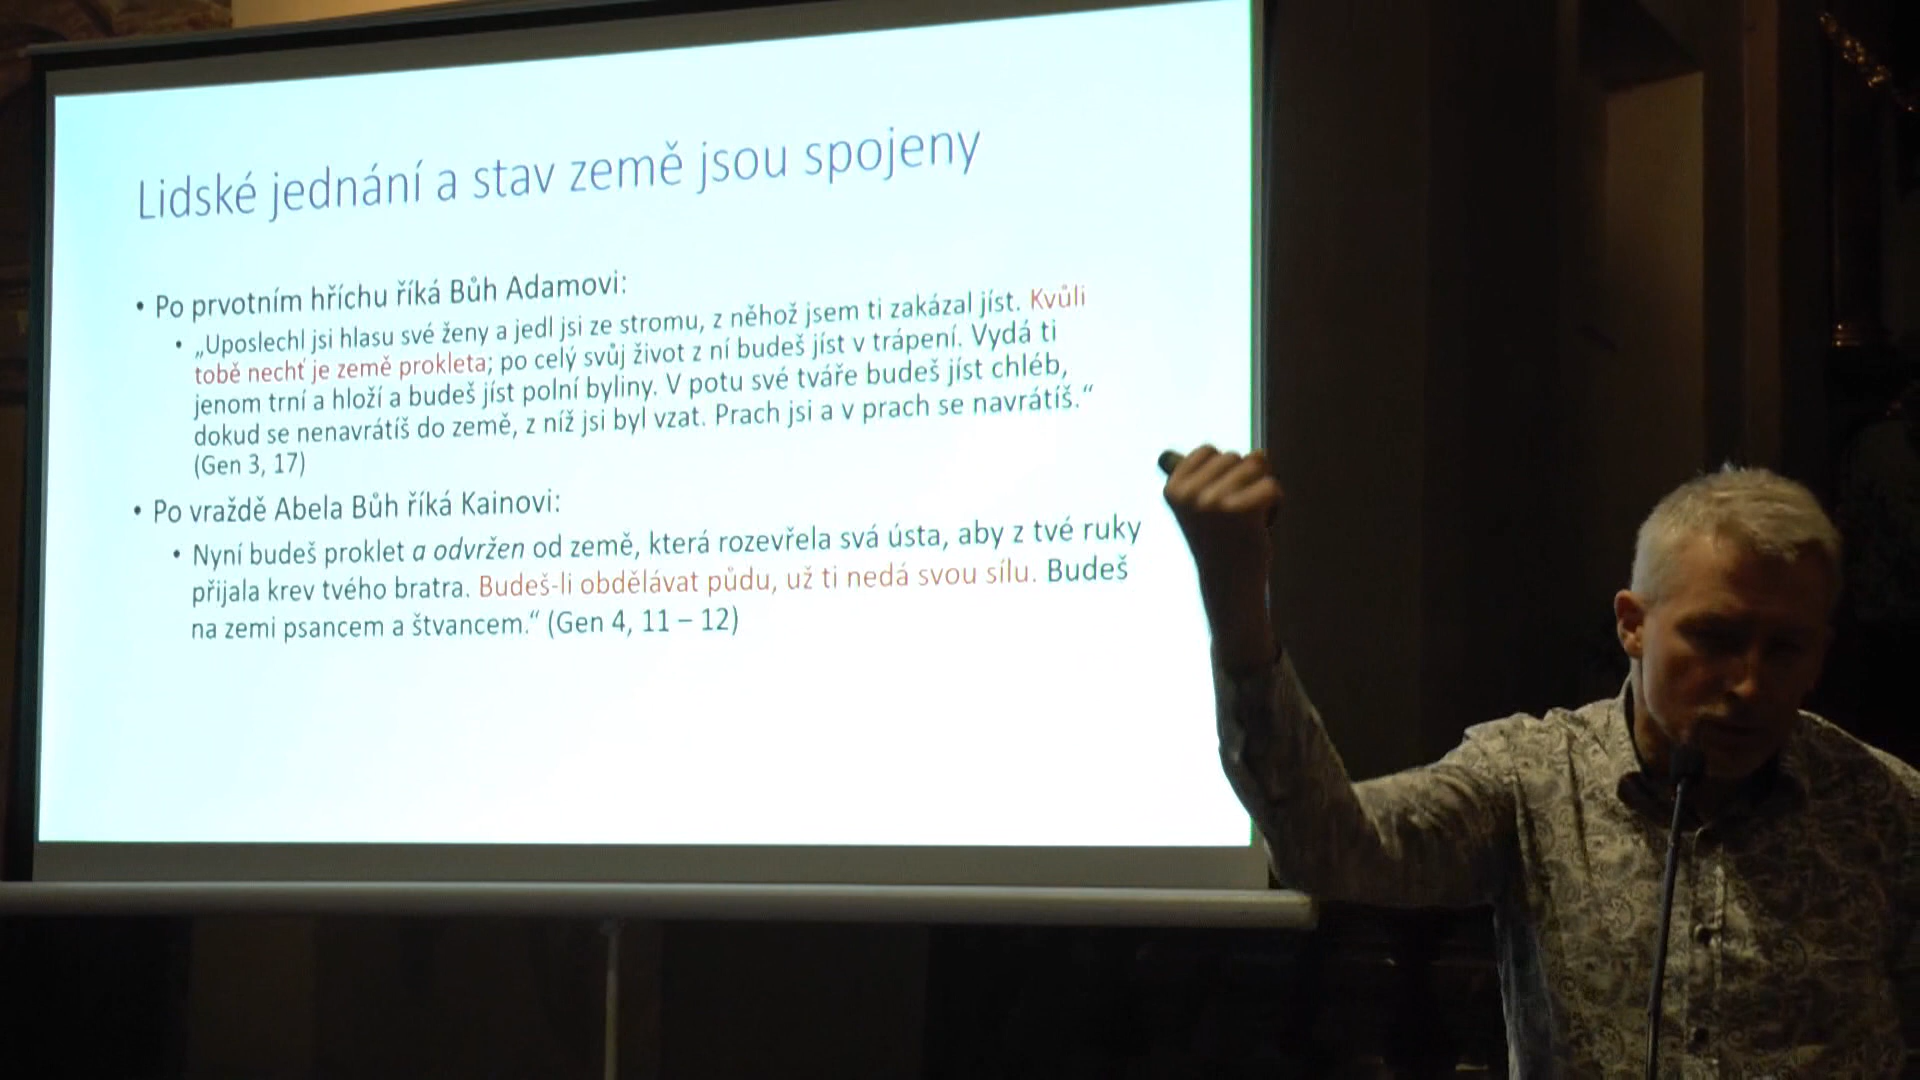 Lidské jednání a stav země jsou spojeny
• Po prvotním hříchu říká Bůh Adamovi:
• „Uposlechl jsi hlasu své ženy a jedl jsi ze stromu, z něhož jsem ti zakázal jíst. Kvůli
tobě nechť je země prokleta; po celý svůj život z ní budeš jíst v trápení. Vydá ti
jenom trní a hloží a budeš jíst polní byliny. V potu své tváře budeš jíst chléb,
dokud se nenavrátíš do země, z níž jsi byl vzat. Prach jsi a v prach se navrátíš.“
(Gen 3, 17)
• Po vraždě Abela Bůh říká Kainovi:
• Nyní budeš proklet a odvržen od země, která rozevřela svá ústa, aby z tvé ruky
přijala krev tvého bratra. Budeš-li obdělávat půdu, už ti nedá svou sílu. Budeš
na zemi psancem a štvancem.“ (Gen 4, 11 – 12)